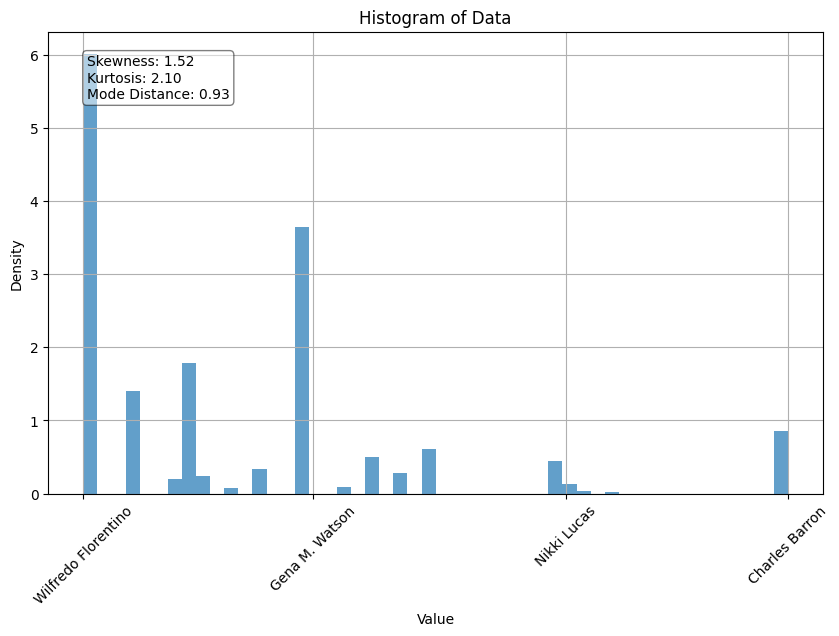 Histogram of Data
Skewness: 1.52
Kurtosis: 2.10
Mode Distance: 0.93
6
5
4
3
2
1
0
Density
Wilfredo Florentino
Gena M. Watson
Nikki Lucas
Charles Barron
Value